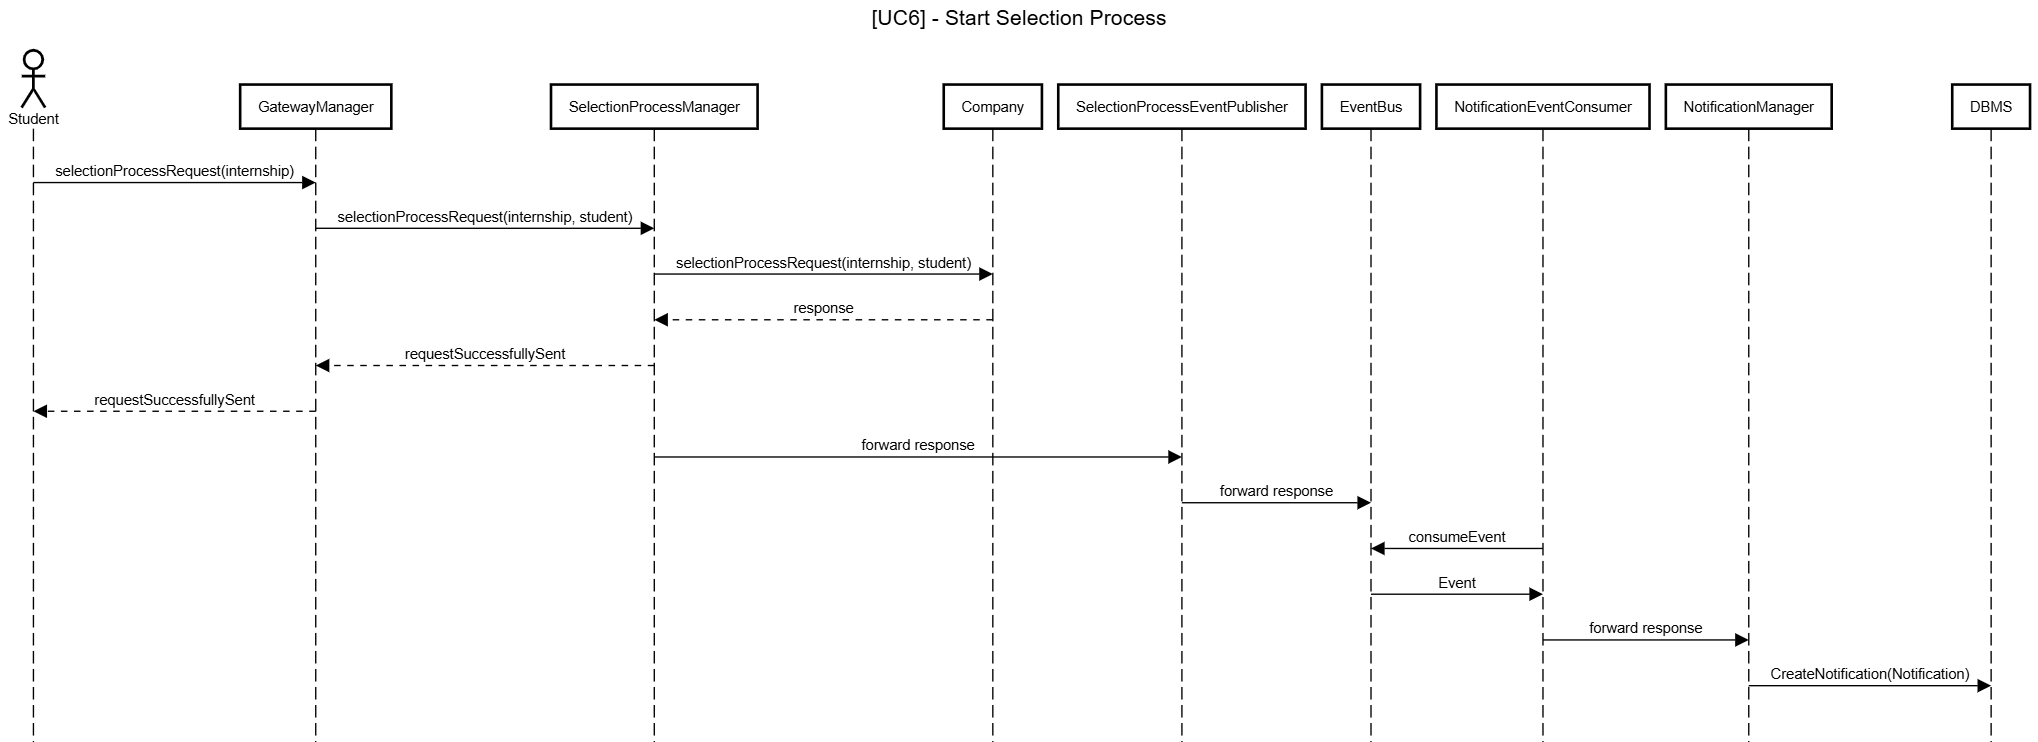 [UC6] - Start Selection Process
Student
GatewayManager
SelectionProcessManager
Company
SelectionProcessEventPublisher
EventBus
NotificationEventConsumer
NotificationManager
DBMS
selectionProcessRequest(internship)
selectionProcessRequest(internship, student)
selectionProcessRequest(internship, student)
response
requestSuccessfullySent
requestSuccessfullySent
forward response
forward response
consumeEvent
Event
forward response
CreateNotification(Notification)